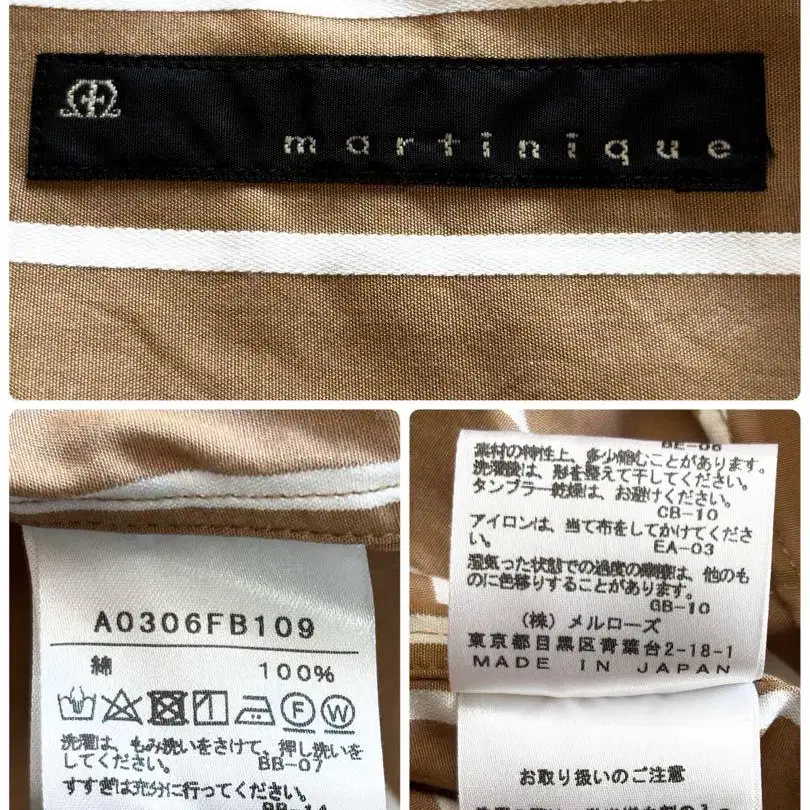 martinique
A0306FB109
綿 100%
洗濯は、もみ洗いをさけて、押し洗いを
してください。 BB-07
すすぎは充分に行ってください。
BB-14
BE-06
素材の特性上、多少縮むことがあります。
洗濯後は、形を整えて干してください。
タンブラー乾燥は、お避けください。
CB-10
アイロンは、当て布をしてかけてくださ
い。 EA-03
湿気った状態での過度の摩擦は、他のも
のに色移りすることがあります。
GB-10
(株) メルローズ
東京都目黒区青葉台2-18-1
MADE IN JAPAN
お取り扱いのご注意